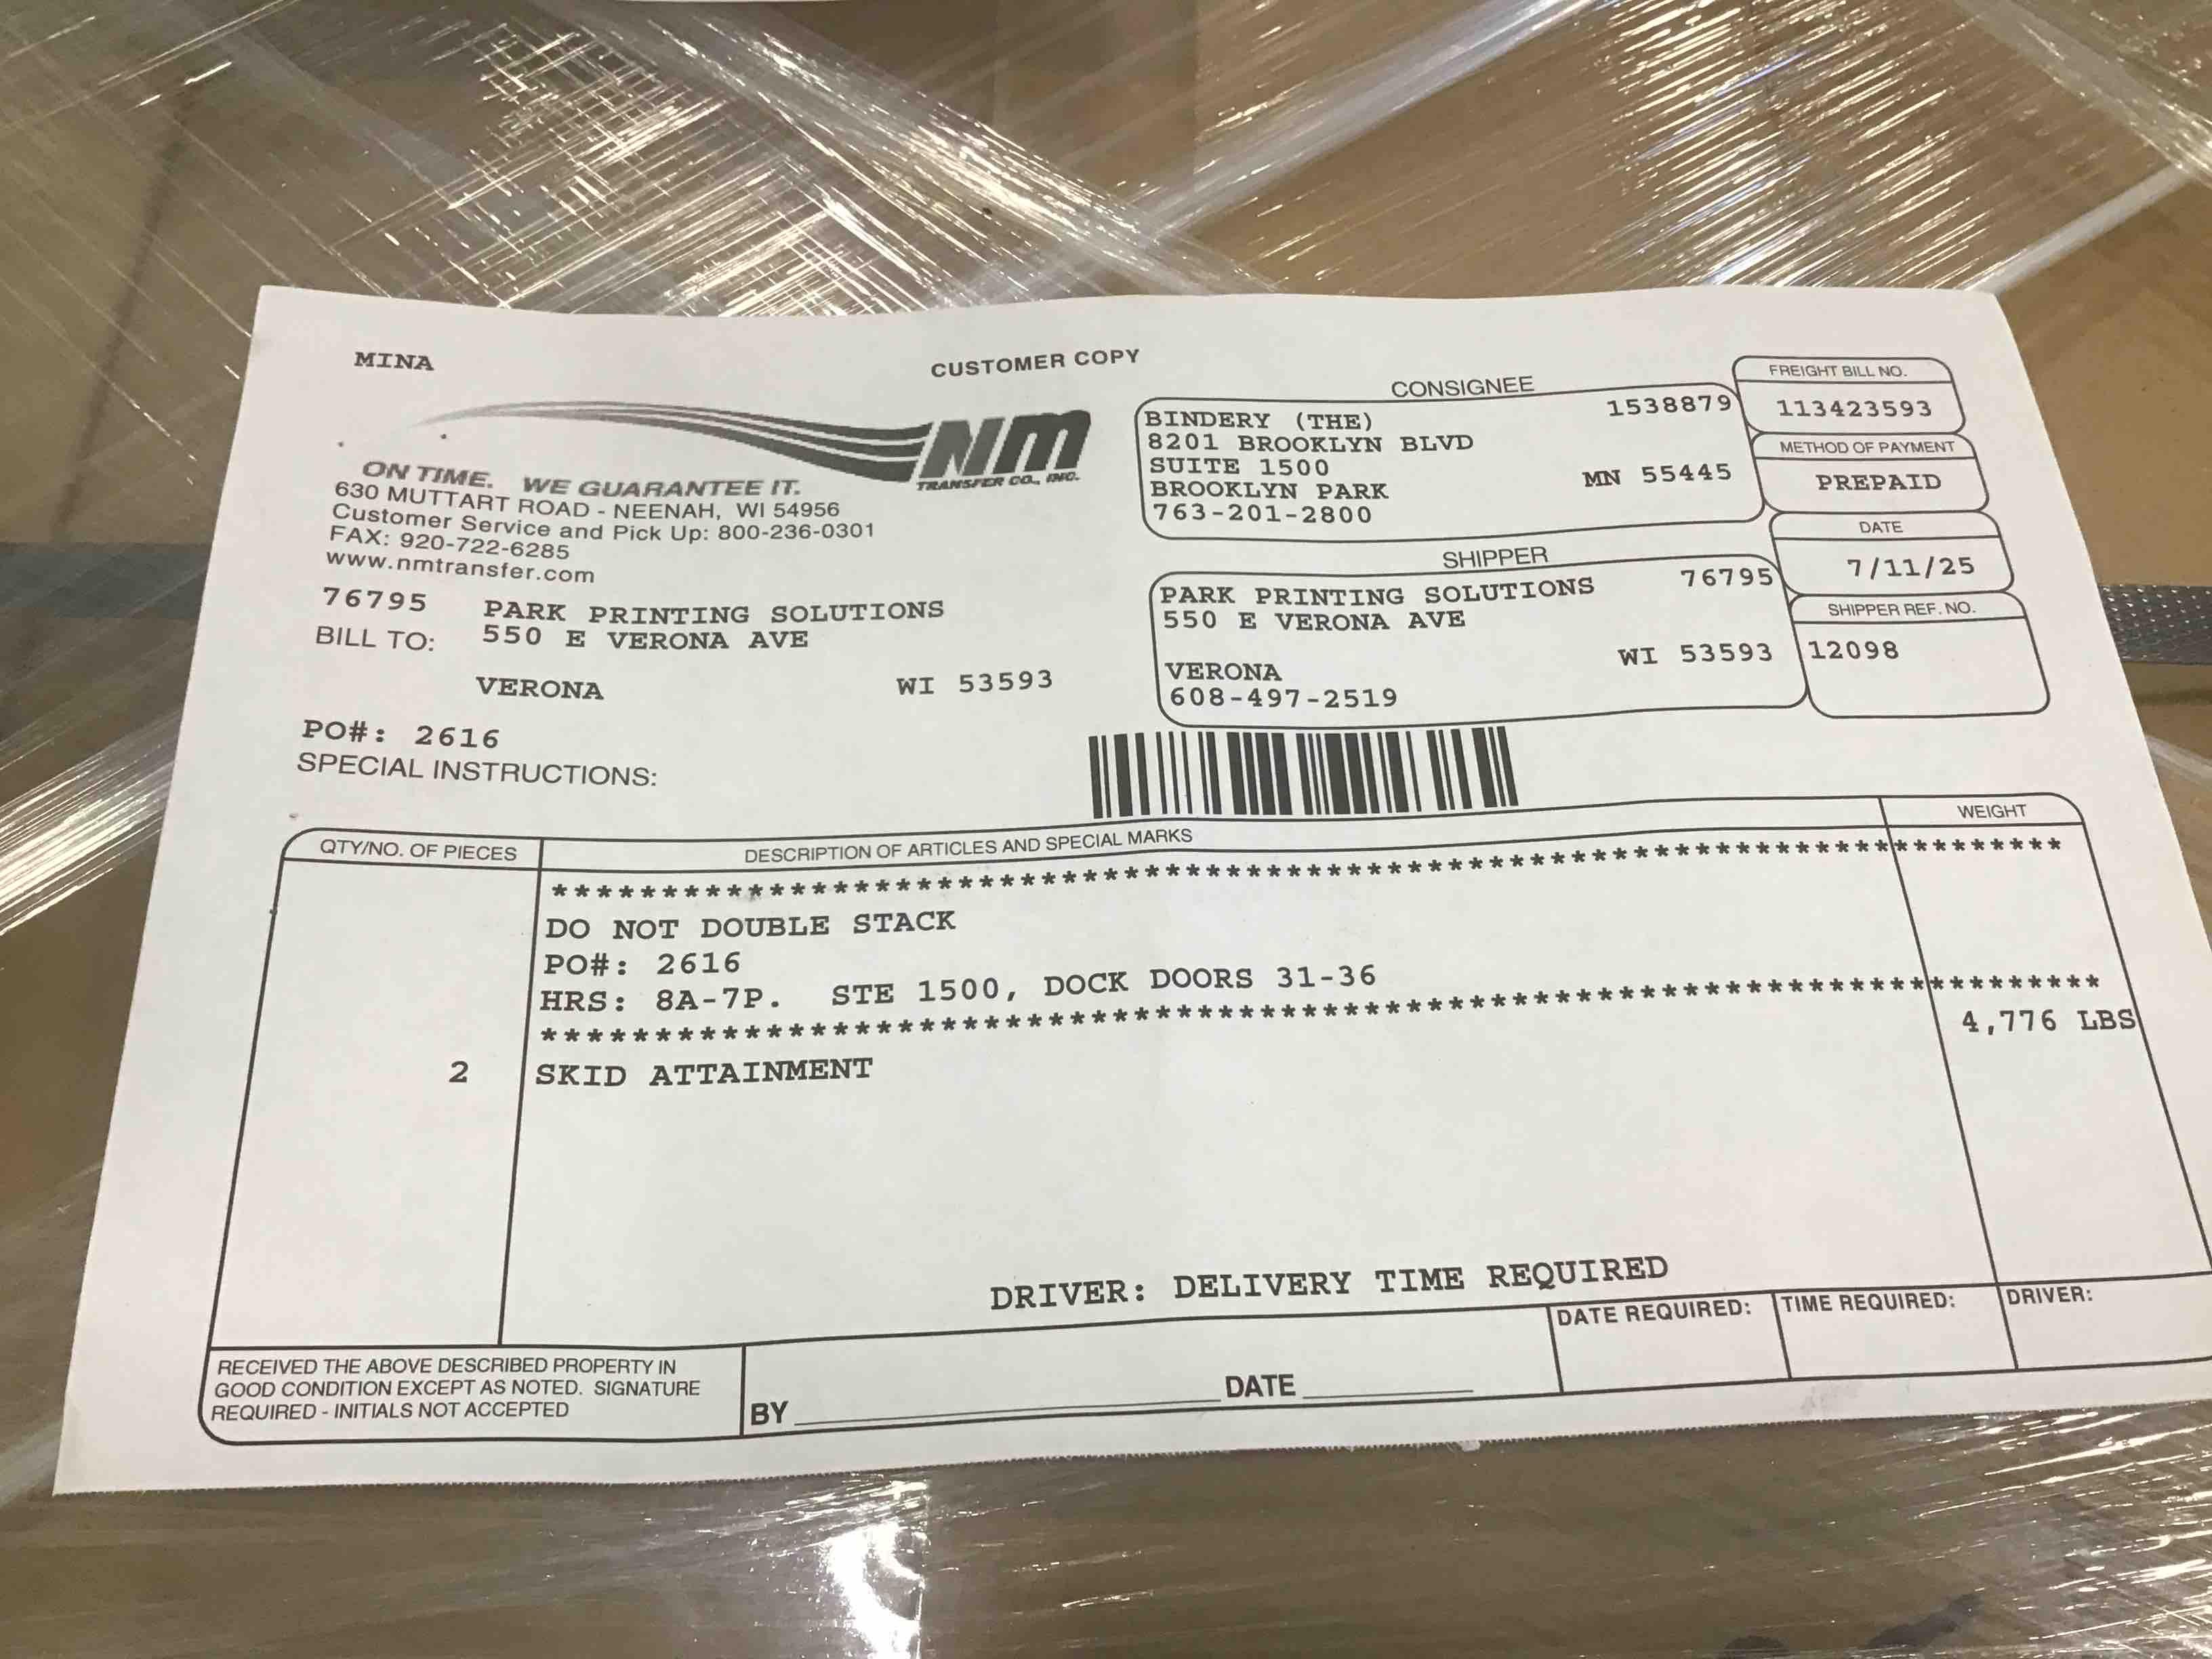 MINA
CUSTOMER COPY
NM
TRANSFER CO., INC.
ON TIME. WE GUARANTEE IT.
630 MUTTART ROAD - NEENAH, WI 54956
Customer Service and Pick Up: 800-236-0301
FAX: 920-722-6285
www.nmtransfer.com
76795 PARK PRINTING SOLUTIONS
BILL TO: 550 E VERONA AVE
VERONA WI 53593
PO#: 2616
SPECIAL INSTRUCTIONS:
CONSIGNEE
BINDERY (THE) 1538879
8201 BROOKLYN BLVD
SUITE 1500
BROOKLYN PARK MN 55445
763-201-2800
SHIPPER
PARK PRINTING SOLUTIONS 76795
550 E VERONA AVE
VERONA WI 53593
608-497-2519
FREIGHT BILL NO.
113423593
METHOD OF PAYMENT
PREPAID
DATE
7/11/25
SHIPPER REF. NO.
12098
QTY/NO. OF PIECES DESCRIPTION OF ARTICLES AND SPECIAL MARKS WEIGHT
************************************************************************
DO NOT DOUBLE STACK
PO#: 2616
HRS: 8A-7P. STE 1500, DOCK DOORS 31-36
************************************************************************
2 SKID ATTAINMENT 4,776 LBS
DRIVER: DELIVERY TIME REQUIRED
RECEIVED THE ABOVE DESCRIBED PROPERTY IN
GOOD CONDITION EXCEPT AS NOTED. SIGNATURE
REQUIRED - INITIALS NOT ACCEPTED
BY DATE
DATE REQUIRED: TIME REQUIRED: DRIVER: